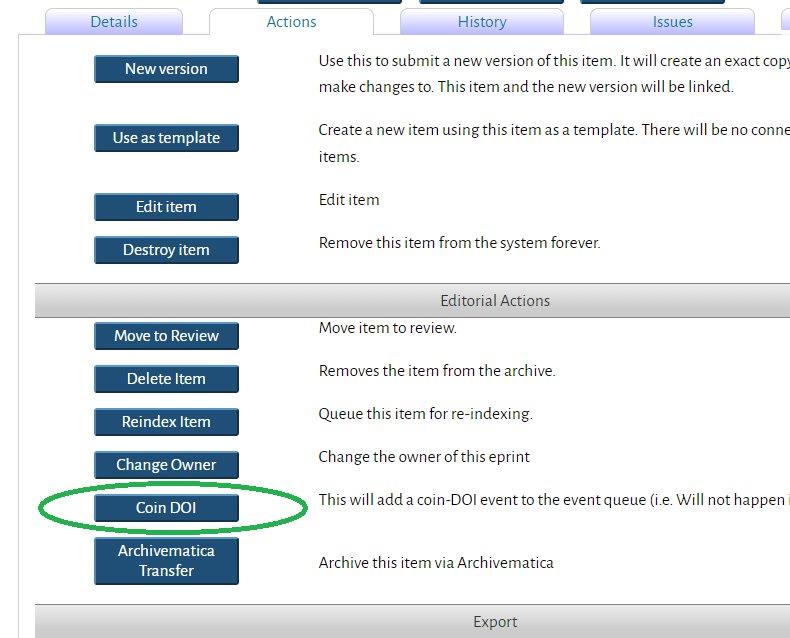 Details
Actions
History
Issues
New version
Use this to submit a new version of this item. It will create an exact copy
make changes to. This item and the new version will be linked.
Use as template
Create a new item using this item as a template. There will be no conne
items.
Edit item
Edit item
Destroy item
Remove this item from the system forever.
Editorial Actions
Move to Review
Move item to review.
Delete Item
Removes the item from the archive.
Reindex Item
Queue this item for re-indexing.
Change Owner
Change the owner of this eprint
Coin DOI
This will add a coin-DOI event to the event queue (i.e. Will not happen i
Archivematica
Transfer
Archive this item via Archivematica
Export